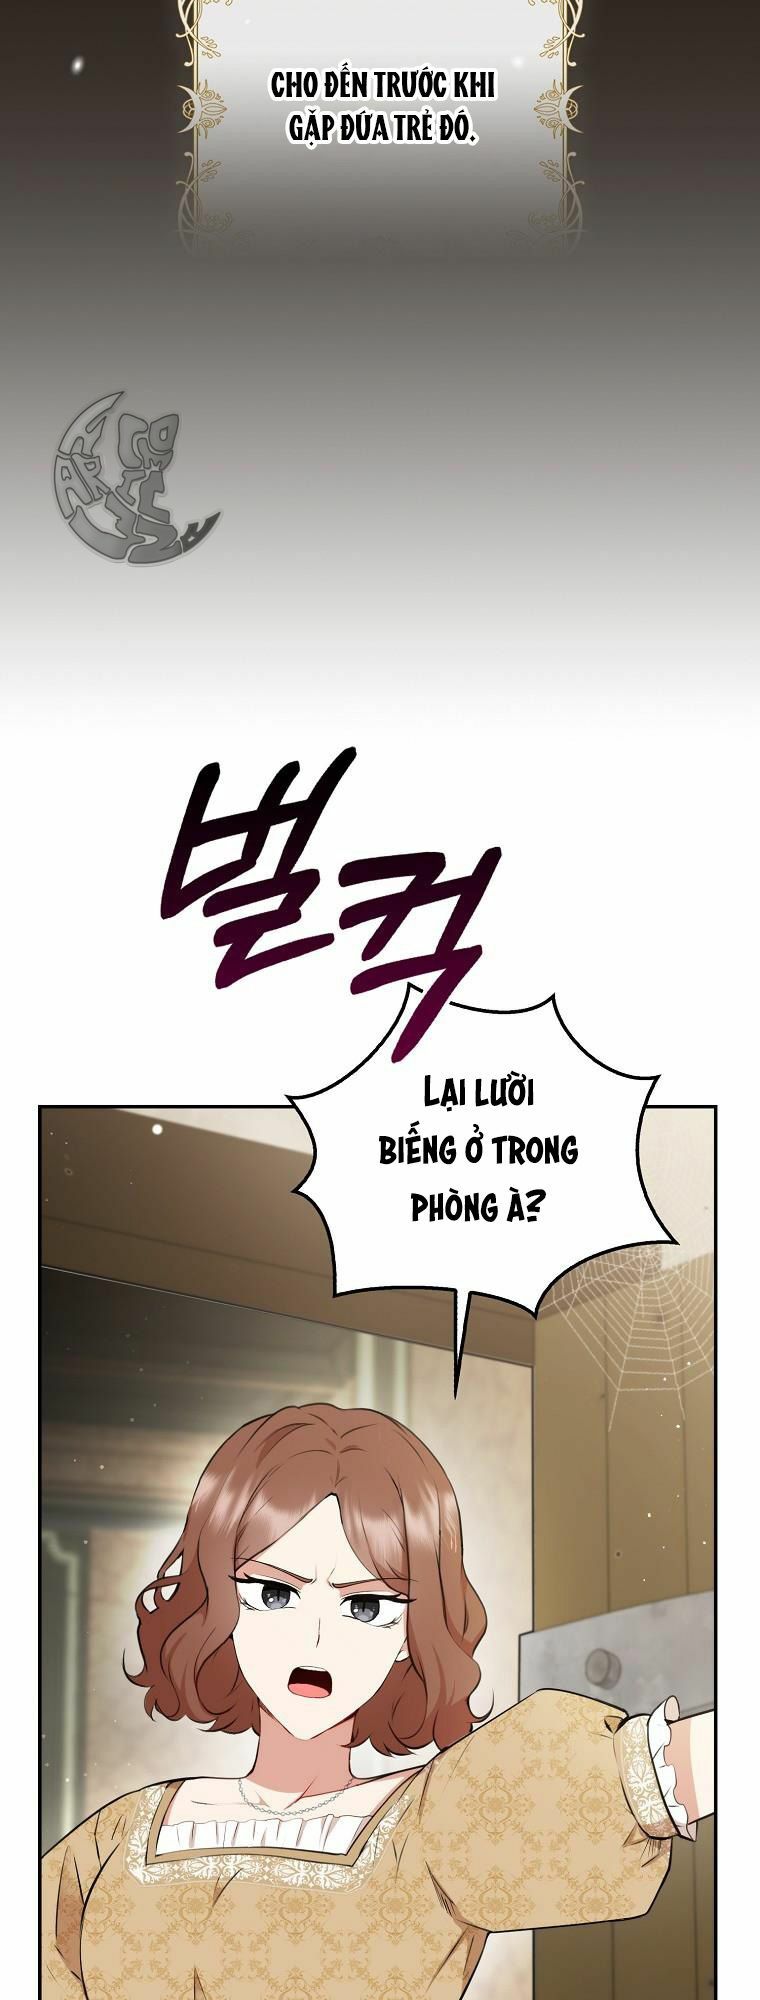 CHO ĐẾN TRƯỚC KHI
GẶP ĐỨA TRẺ ĐÓ.
벌컥
LẠI LƯỜI
BIẾNG Ở TRONG
PHÒNG À?